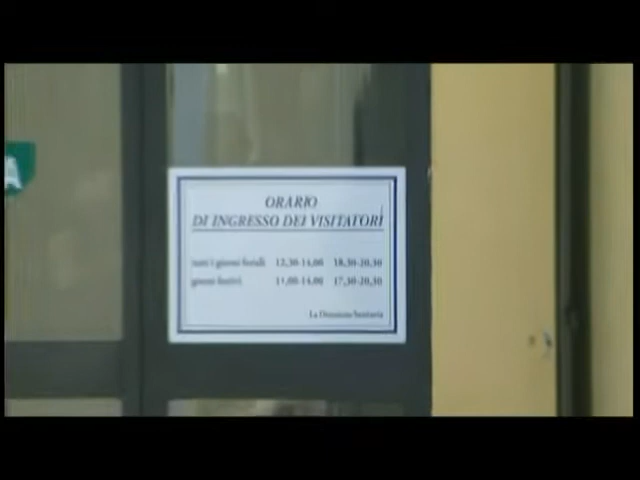 A
ORARIO
DI INGRESSO DEI VISITATORI
tutti i giorni feriali 12,30-14,00 18,30-20,30
giorni festivi 11,00-14,00 17,30-20,30
La Direzione Sanitaria